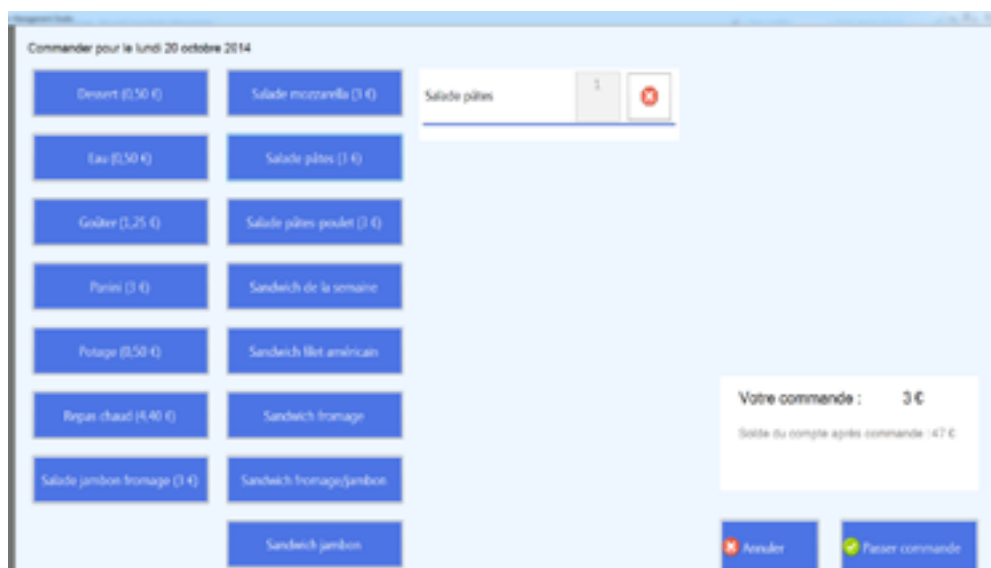 Management Studio
Commander pour le lundi 20 octobre 2014
Dessert (0,50 €)
Eau (0,50 €)
Goûter (1,25 €)
Panini (3 €)
Potage (0,50 €)
Repas chaud (4,40 €)
Salade jambon fromage (3 €)
Salade mozzarella (3 €)
Salade pâtes (3 €)
Salade pâtes poulet (3 €)
Sandwich de la semaine
Sandwich filet américain
Sandwich fromage
Sandwich fromage/jambon
Sandwich jambon
Salade pâtes
1
Votre commande : 3 €
Solde du compte après commande : 47 €
Annuler
Passer commande